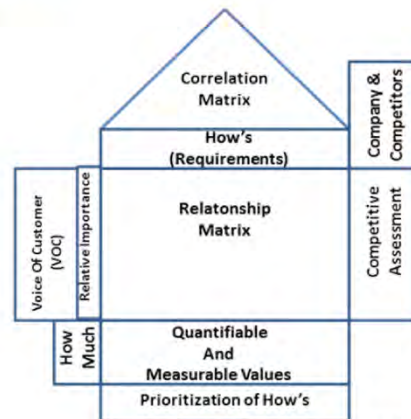 Correlation
Matrix
Company &
Competitors
How's
(Requirements)
Voice Of Customer
(VOC)
Relative Importance
Relatonship
Matrix
Competitive
Assessment
How
Much
Quantifiable
And
Measurable Values
Prioritization of How's